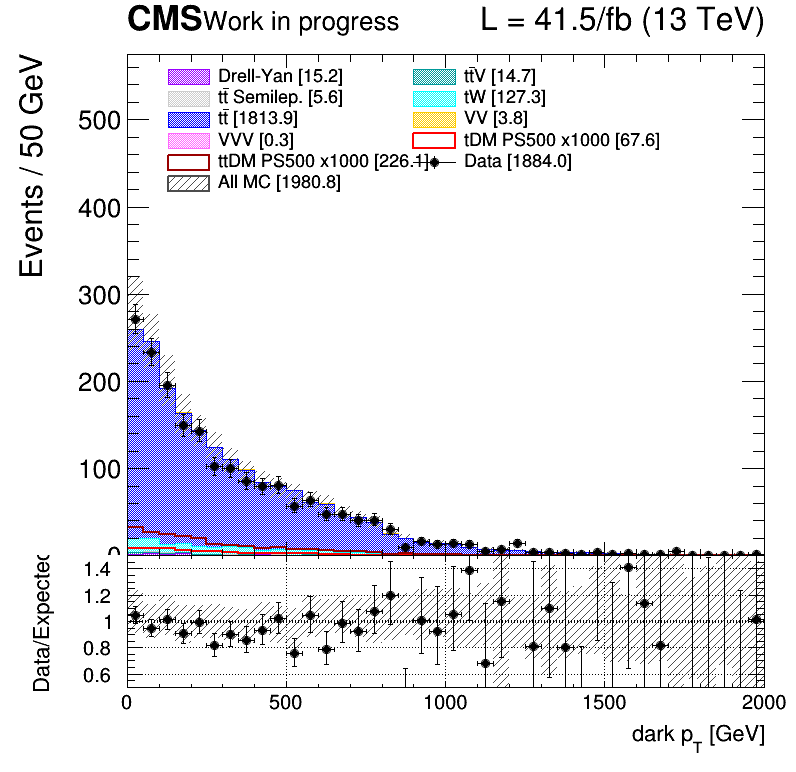 CMS Work in progress L = 41.5/fb (13 TeV)
Events / 50 GeV
Drell-Yan [15.2] tt̄V [14.7]
tt̄ Semilep. [5.6] tW [127.3]
tt̄ [1813.9] VV [3.8]
VVV [0.3] tDM PS500 x1000 [67.6]
ttDM PS500 x1000 [226.1] Data [1884.0]
All MC [1980.8]
500
400
300
200
100
0
Data/Expected
1.4
1.2
1
0.8
0.6
0 500 1000 1500 2000
dark p_T [GeV]